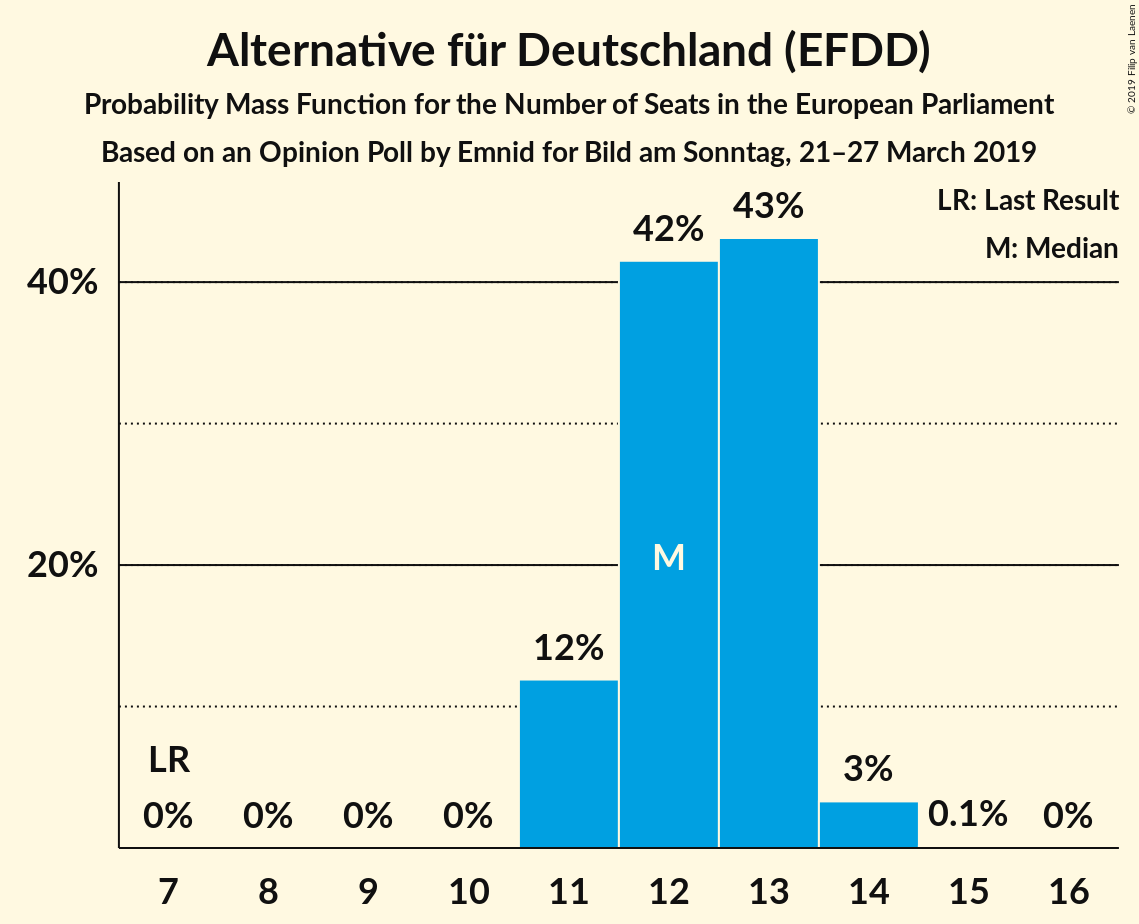 Alternative für Deutschland (EFDD)
Probability Mass Function for the Number of Seats in the European Parliament
Based on an Opinion Poll by Emnid for Bild am Sonntag, 21–27 March 2019
© 2019 Filip van Laenen
LR: Last Result
M: Median
43%
42%
40%
M
20%
12%
LR
3%
0% 0% 0% 0% 0.1% 0%
7 8 9 10 11 12 13 14 15 16